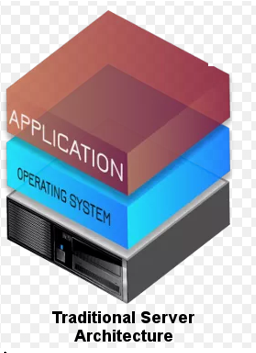 APPLICATION
OPERATING SYSTEM
Traditional Server
Architecture